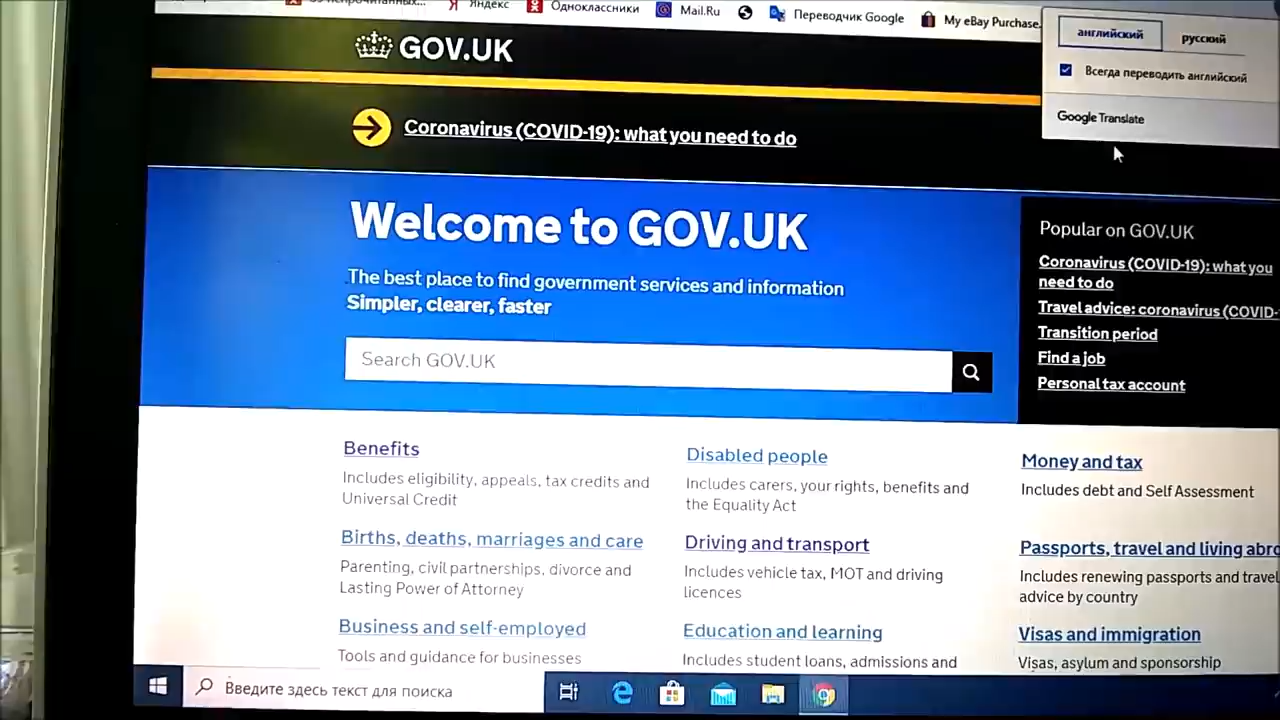 Яндекс
Одноклассники
Mail.Ru
Переводчик Google
My eBay Purchase
английский
русский
Всегда переводить английский
Google Translate
GOV.UK
Coronavirus (COVID-19): what you need to do
Welcome to GOV.UK
The best place to find government services and information
Simpler, clearer, faster
Search GOV.UK
Popular on GOV.UK
Coronavirus (COVID-19): what you
need to do
Travel advice: coronavirus (COVID-
Transition period
Find a job
Personal tax account
Benefits
Includes eligibility, appeals, tax credits and
Universal Credit
Disabled people
Includes carers, your rights, benefits and
the Equality Act
Money and tax
Includes debt and Self Assessment
Births, deaths, marriages and care
Parenting, civil partnerships, divorce and
Lasting Power of Attorney
Driving and transport
Includes vehicle tax, MOT and driving
licences
Passports, travel and living abro
Includes renewing passports and travel
advice by country
Business and self-employed
Tools and guidance for businesses
Education and learning
Includes student loans, admissions and
Visas and immigration
Visas, asylum and sponsorship
Введите здесь текст для поиска